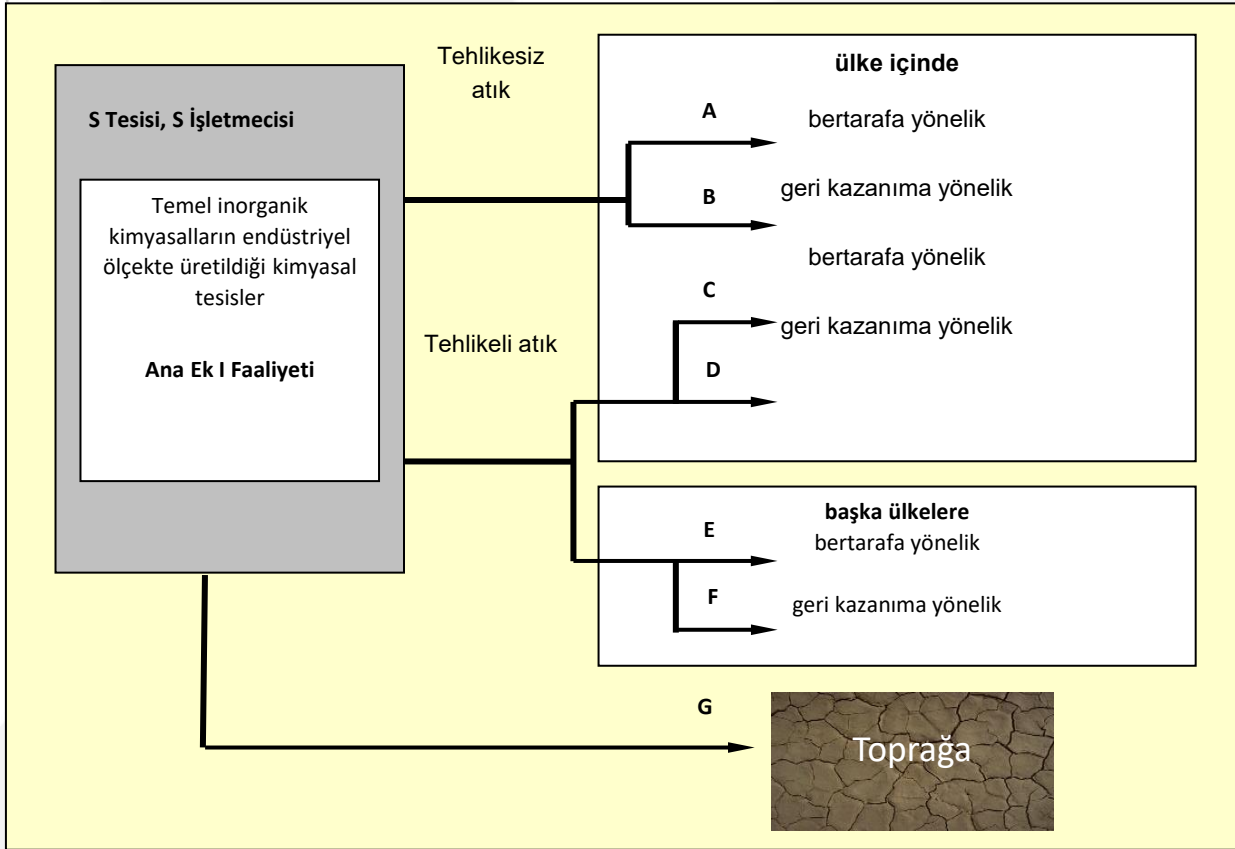 S Tesisi, S İşletmecisi
Temel inorganik
kimyasalların endüstriyel
ölçekte üretildiği kimyasal
tesisler
Ana Ek I Faaliyeti
Tehlikesiz
atık
Tehlikeli atık
ülke içinde
A
bertarafa yönelik
B
geri kazanıma yönelik
bertarafa yönelik
C
geri kazanıma yönelik
D
başka ülkelere
E
bertarafa yönelik
F
geri kazanıma yönelik
G
Toprağa